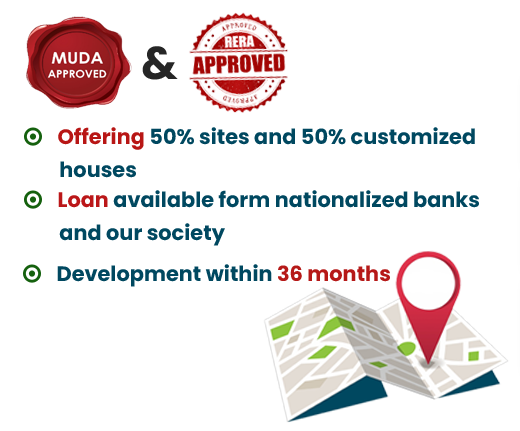 MUDA
APPROVED
&
APPROVED
RERA
APPROVED
APPROVED
Offering 50% sites and 50% customized
houses
Loan available form nationalized banks
and our society
Development within 36 months